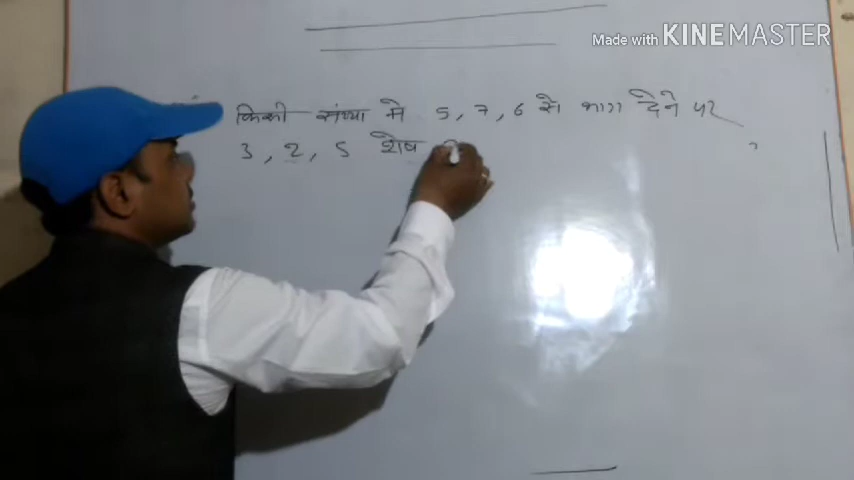 Made with KINEMASTER
किसी संख्या मे 5, 7, 6 से भाग देने पर
3, 2, 5 शेष